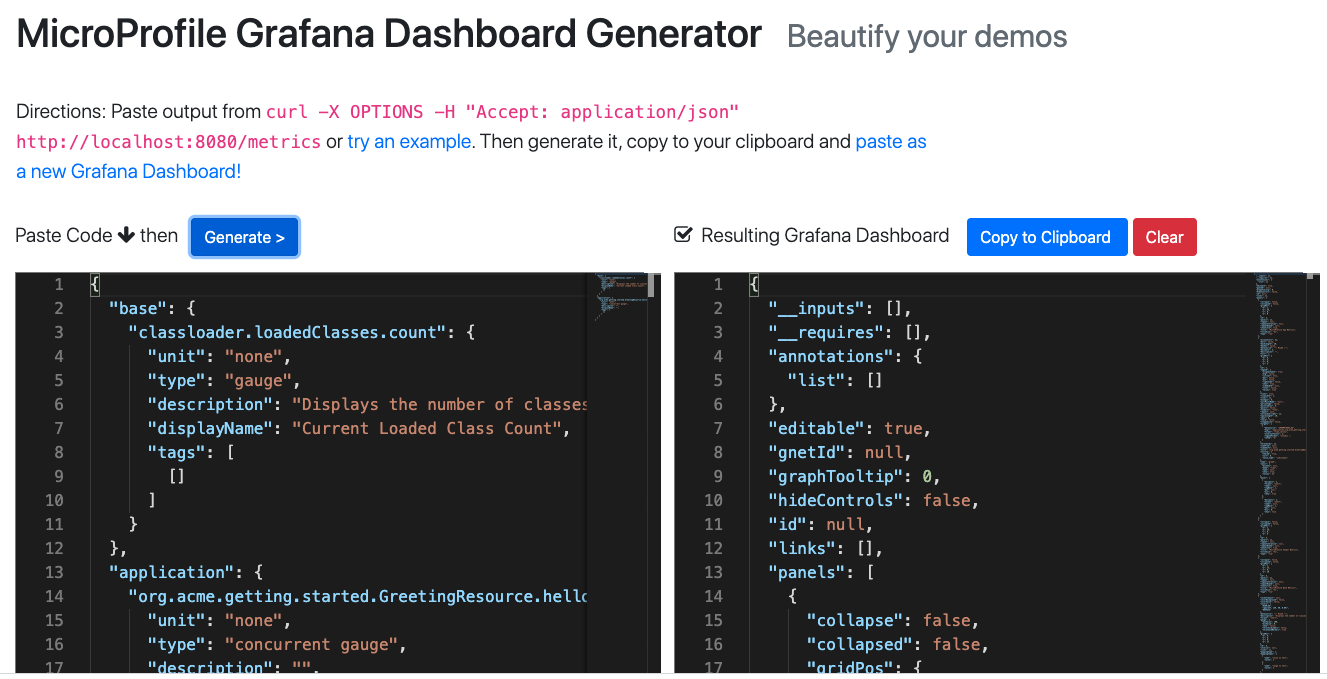 MicroProfile Grafana Dashboard Generator Beautify your demos
Directions: Paste output from curl -X OPTIONS -H "Accept: application/json"
http://localhost:8080/metrics or try an example. Then generate it, copy to your clipboard and paste as
a new Grafana Dashboard!
Paste Code then Generate >
Resulting Grafana Dashboard Copy to Clipboard Clear
1 {
2 "base": {
3 "classloader.loadedClasses.count": {
4 "unit": "none",
5 "type": "gauge",
6 "description": "Displays the number of classes
7 "displayName": "Current Loaded Class Count",
8 "tags": [
9 []
10 ]
11 }
12 },
13 "application": {
14 "org.acme.getting.started.GreetingResource.hello
15 "unit": "none",
16 "type": "concurrent gauge",
17 "description": "",
1 {
2 "__inputs": [],
3 "__requires": [],
4 "annotations": {
5 "list": []
6 },
7 "editable": true,
8 "gnetId": null,
9 "graphTooltip": 0,
10 "hideControls": false,
11 "id": null,
12 "links": [],
13 "panels": [
14 {
15 "collapse": false,
16 "collapsed": false,
17 "gridPos": {